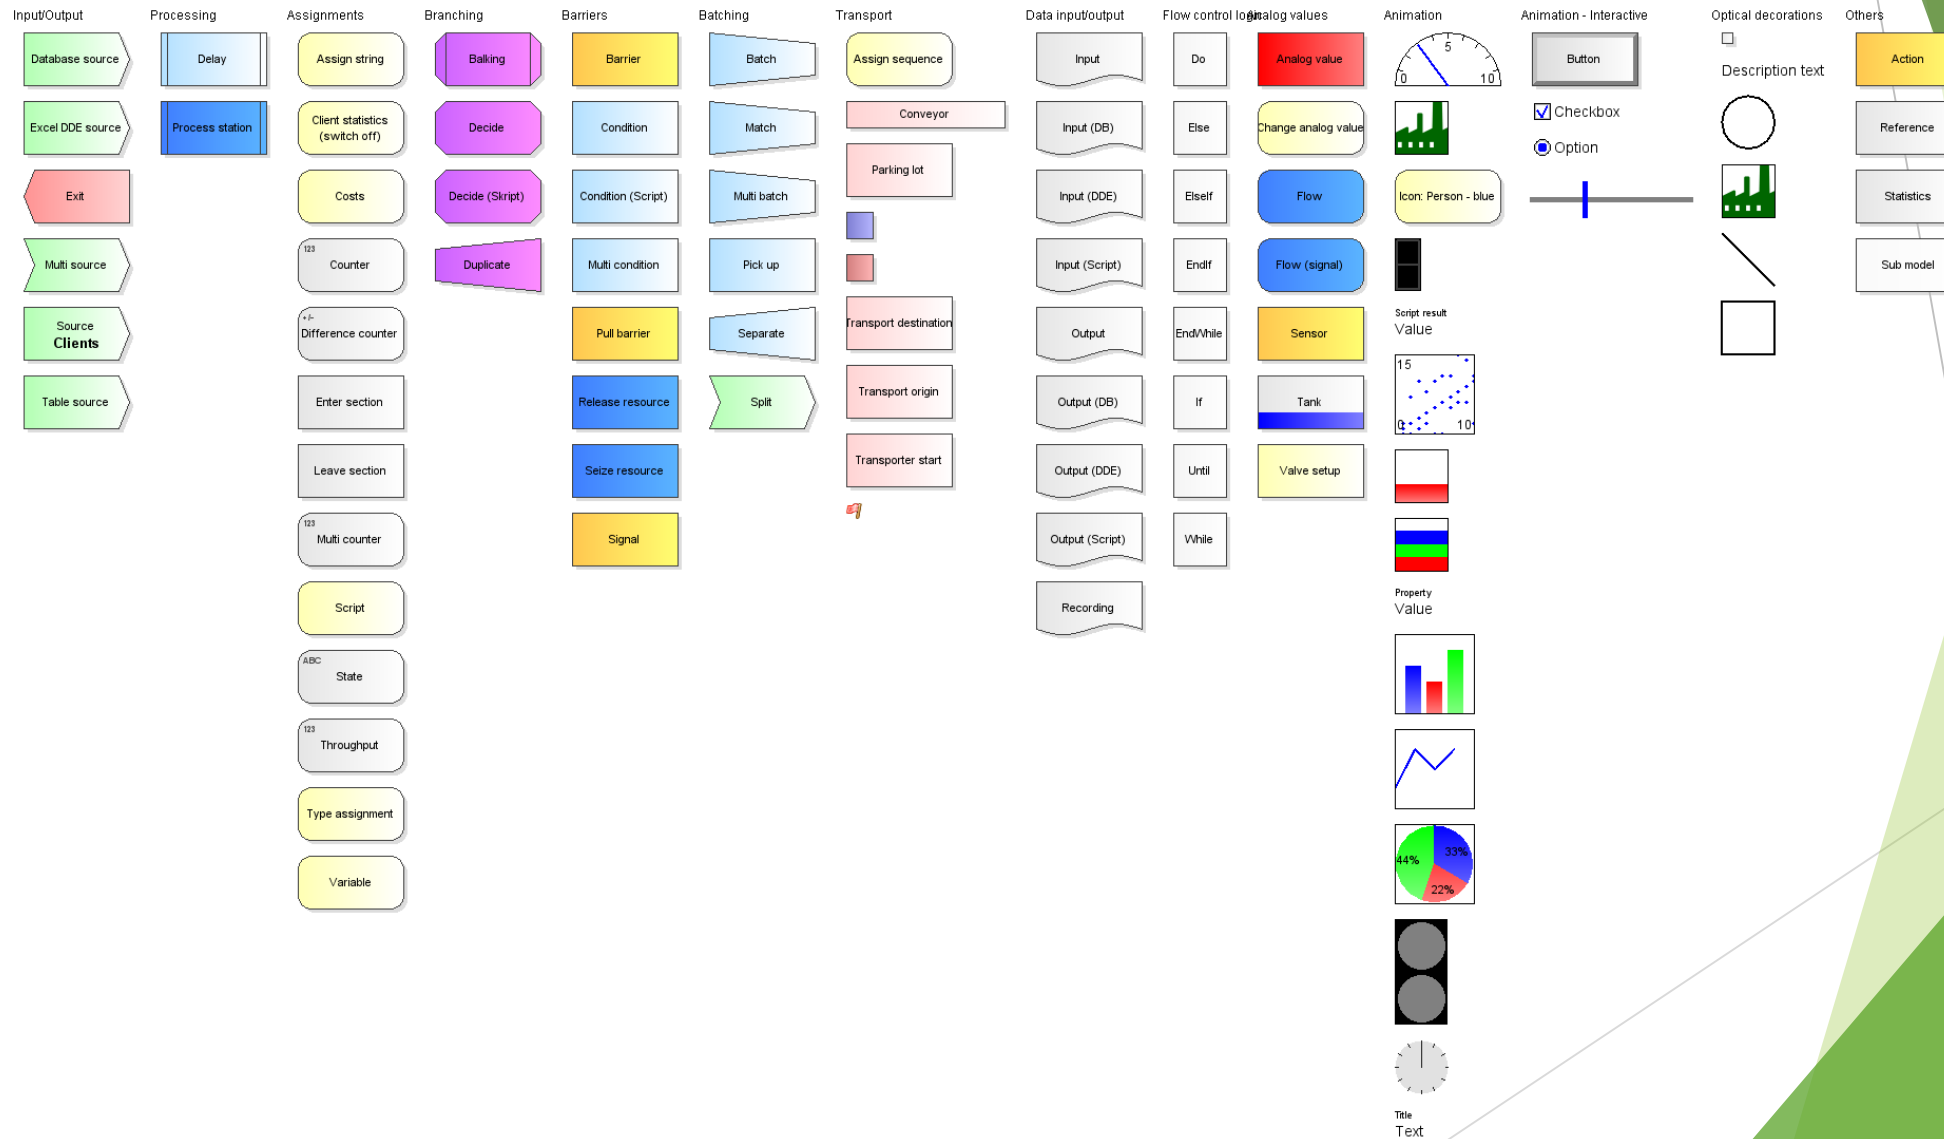 Input/Output
Database source
Excel DDE source
Exit
Multi source
Source
Clients
Table source
Processing
Delay
Process station
Assignments
Assign string
Client statistics
(switch off)
Costs
123
Counter
+/-
Difference counter
Enter section
Leave section
123
Multi counter
Script
ABC
State
123
Throughput
Type assignment
Variable
Branching
Balking
Decide
Decide (Skript)
Duplicate
Barriers
Barrier
Condition
Condition (Script)
Multi condition
Pull barrier
Release resource
Seize resource
Signal
Batching
Batch
Match
Multi batch
Pick up
Separate
Split
Transport
Assign sequence
Conveyor
Parking lot
Transport destination
Transport origin
Transporter start
Data input/output
Input
Input (DB)
Input (DDE)
Input (Script)
Output
Output (DB)
Output (DDE)
Output (Script)
Recording
Flow control logic
Do
Else
ElseIf
EndIf
EndWhile
If
Until
While
Analog values
Analog value
Change analog value
Flow
Flow (signal)
Sensor
Tank
Valve setup
Animation
5
0 10
Icon: Person - blue
Script result
Value
15
0 10
Property
Value
44% 33%
22%
Title
Text
Animation - Interactive
Button
Checkbox
Option
Optical decorations
Description text
Others
Action
Reference
Statistics
Sub model